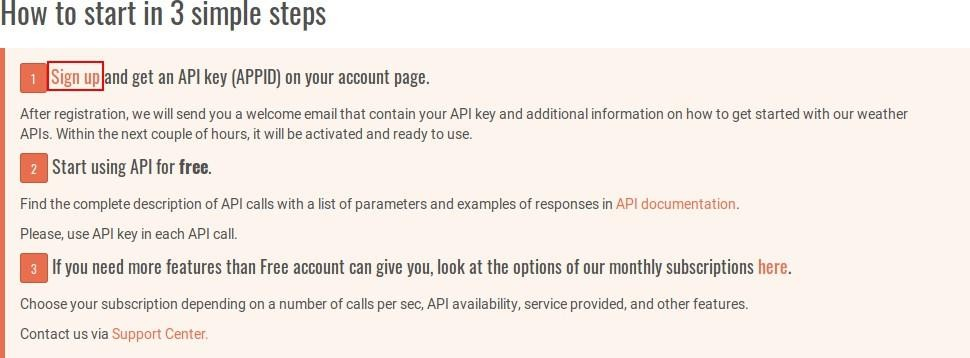 How to start in 3 simple steps
1 Sign up and get an API key (APPID) on your account page.
After registration, we will send you a welcome email that contain your API key and additional information on how to get started with our weather
APIs. Within the next couple of hours, it will be activated and ready to use.
2 Start using API for free.
Find the complete description of API calls with a list of parameters and examples of responses in API documentation.
Please, use API key in each API call.
3 If you need more features than Free account can give you, look at the options of our monthly subscriptions here.
Choose your subscription depending on a number of calls per sec, API availability, service provided, and other features.
Contact us via Support Center.